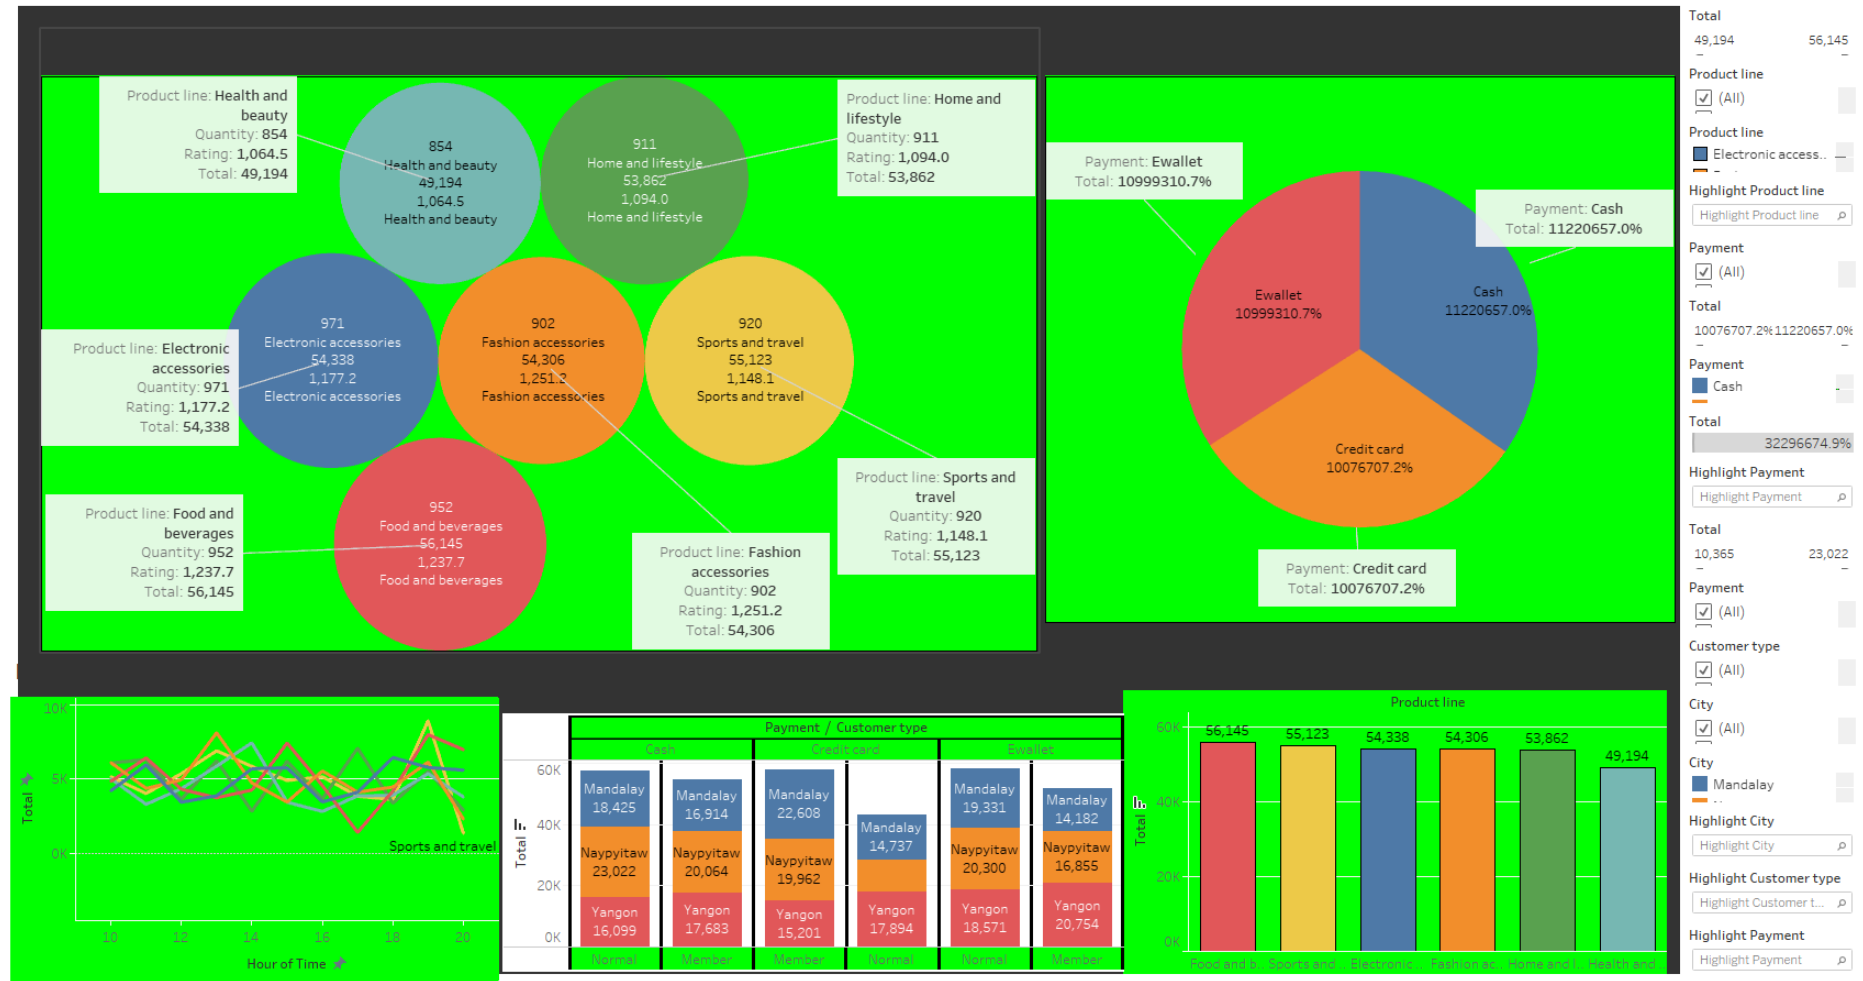 Product line: Health and
beauty
Quantity: 854
Rating: 1,064.5
Total: 49,194
854
Health and beauty
49,194
1,064.5
Health and beauty
911
Home and lifestyle
53,862
1,094.0
Home and lifestyle
Product line: Home and
lifestyle
Quantity: 911
Rating: 1,094.0
Total: 53,862
Product line: Electronic
accessories
Quantity: 971
Rating: 1,177.2
Total: 54,338
971
Electronic accessories
54,338
1,177.2
Electronic accessories
902
Fashion accessories
54,306
1,251.2
Fashion accessories
920
Sports and travel
55,123
1,148.1
Sports and travel
Product line: Food and
beverages
Quantity: 952
Rating: 1,237.7
Total: 56,145
952
Food and beverages
56,145
1,237.7
Food and beverages
Product line: Fashion
accessories
Quantity: 902
Rating: 1,251.2
Total: 54,306
Product line: Sports and
travel
Quantity: 920
Rating: 1,148.1
Total: 55,123
Payment: Ewallet
Total: 10999310.7%
Payment: Cash
Total: 11220657.0%
Ewallet
10999310.7%
Cash
11220657.0%
Credit card
10076707.2%
Payment: Credit card
Total: 10076707.2%
10K
5K
0K
Total
Sports and travel
10 12 14 16 18 20
Hour of Time
Payment / Customer type
Cash Credit card Ewallet
60K
40K
20K
0K
Total
Mandalay
18,425
Naypyitaw
23,022
Yangon
16,099
Mandalay
16,914
Naypyitaw
20,064
Yangon
17,683
Mandalay
22,608
Naypyitaw
19,962
Yangon
15,201
Mandalay
14,737
Yangon
17,894
Mandalay
19,331
Naypyitaw
20,300
Yangon
18,571
Mandalay
14,182
Naypyitaw
16,855
Yangon
20,754
Normal Member Member Normal Normal Member
Product line
60K
40K
20K
0K
Total
56,145 55,123 54,338 54,306 53,862 49,194
Food and b.. Sports and .. Electronic .. Fashion ac.. Home and l.. Health and ..
Total
49,194 56,145
Product line
(All)
Product line
Electronic access..
Highlight Product line
Highlight Product line
Payment
(All)
Total
10076707.2% 11220657.0%
Payment
Cash
Total
32296674.9%
Highlight Payment
Highlight Payment
Total
10,365 23,022
Payment
(All)
Customer type
(All)
City
(All)
City
Mandalay
Highlight City
Highlight City
Highlight Customer type
Highlight Customer t...
Highlight Payment
Highlight Payment